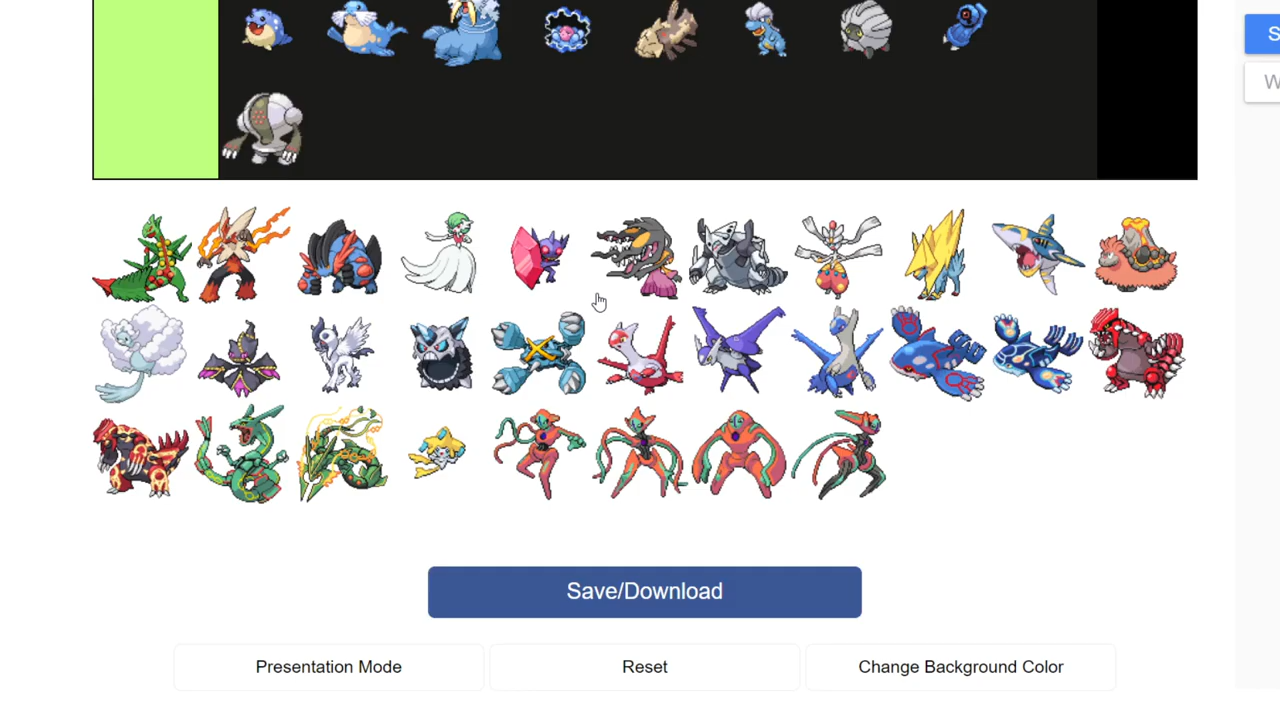 S
W
Save/Download
Presentation Mode
Reset
Change Background Color